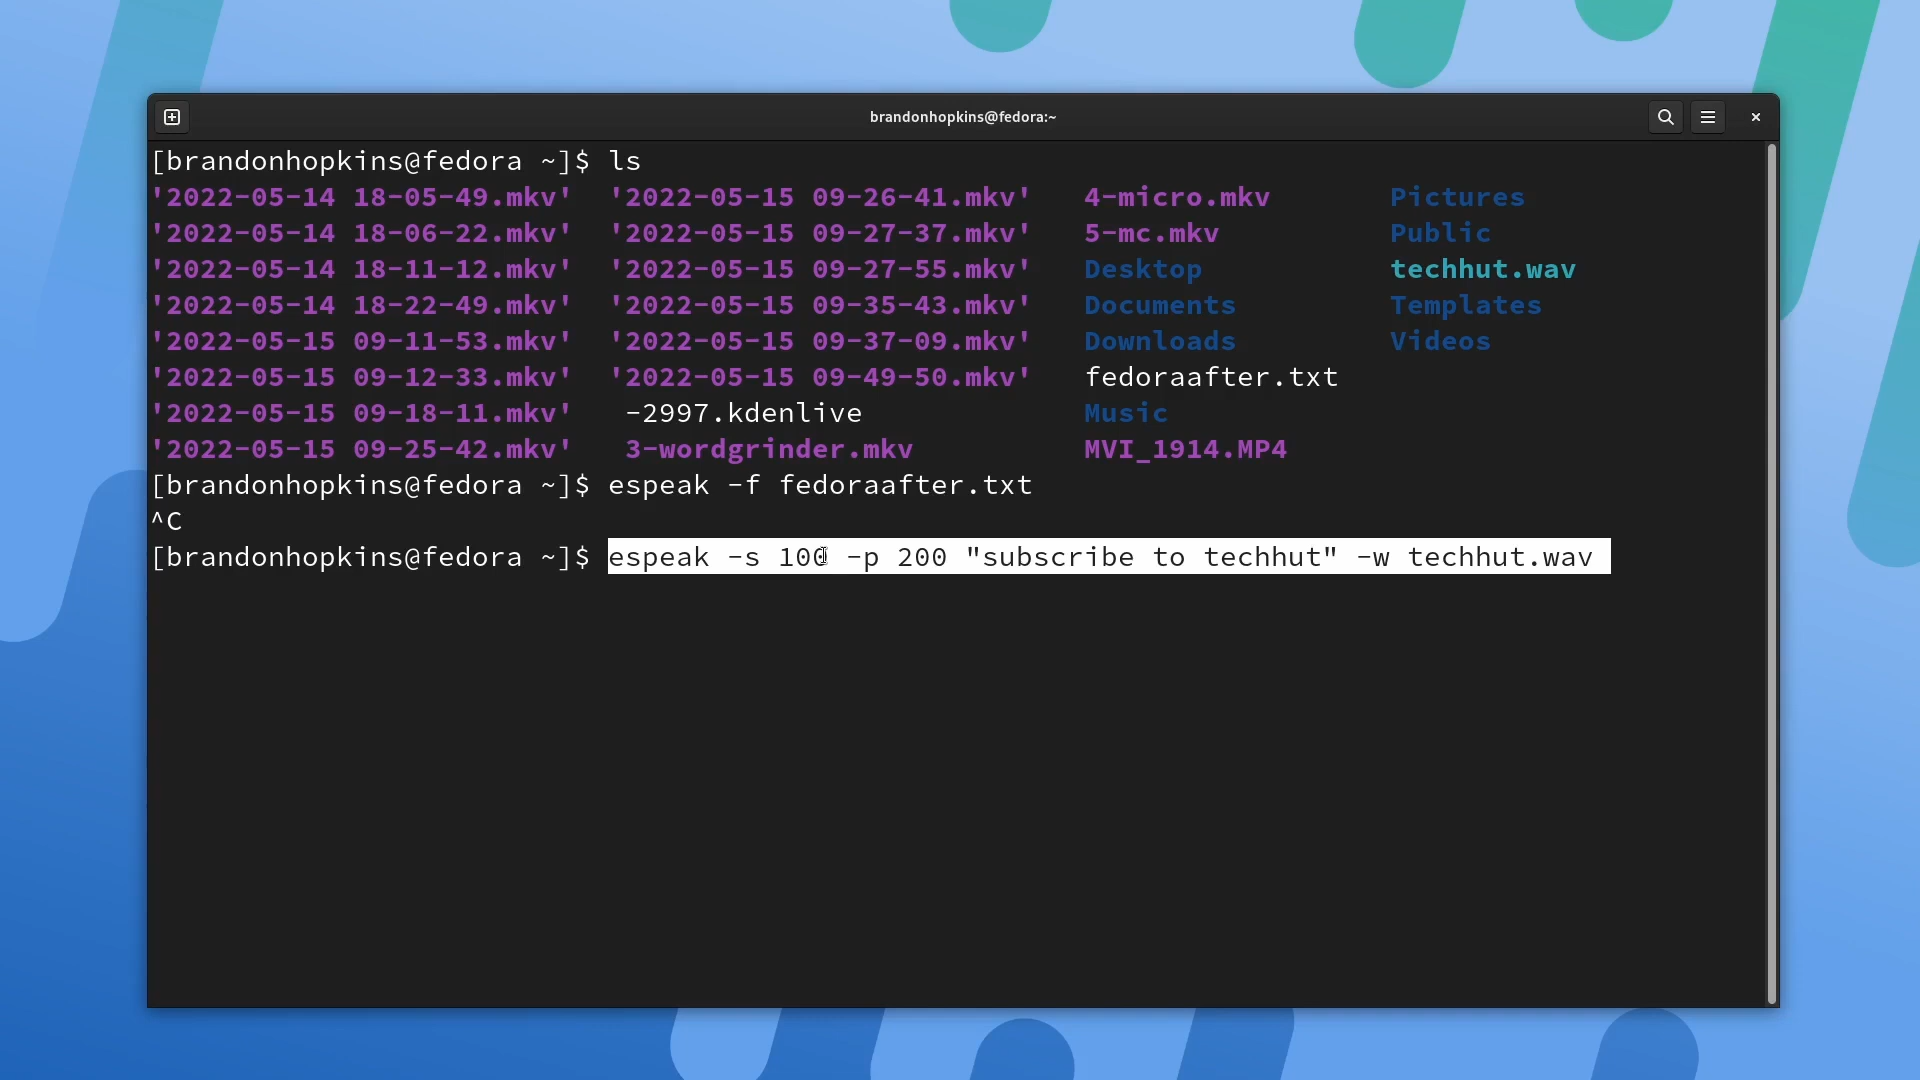 brandonhopkins@fedora:~
[brandonhopkins@fedora ~]$ ls
'2022-05-14 18-05-49.mkv' '2022-05-15 09-26-41.mkv' 4-micro.mkv Pictures
'2022-05-14 18-06-22.mkv' '2022-05-15 09-27-37.mkv' 5-mc.mkv Public
'2022-05-14 18-11-12.mkv' '2022-05-15 09-27-55.mkv' Desktop techhut.wav
'2022-05-14 18-22-49.mkv' '2022-05-15 09-35-43.mkv' Documents Templates
'2022-05-15 09-11-53.mkv' '2022-05-15 09-37-09.mkv' Downloads Videos
'2022-05-15 09-12-33.mkv' '2022-05-15 09-49-50.mkv' fedoraafter.txt
'2022-05-15 09-18-11.mkv' -2997.kdenlive Music
'2022-05-15 09-25-42.mkv' 3-wordgrinder.mkv MVI_1914.MP4
[brandonhopkins@fedora ~]$ espeak -f fedoraafter.txt
^C
[brandonhopkins@fedora ~]$ espeak -s 100 -p 200 "subscribe to techhut" -w techhut.wav